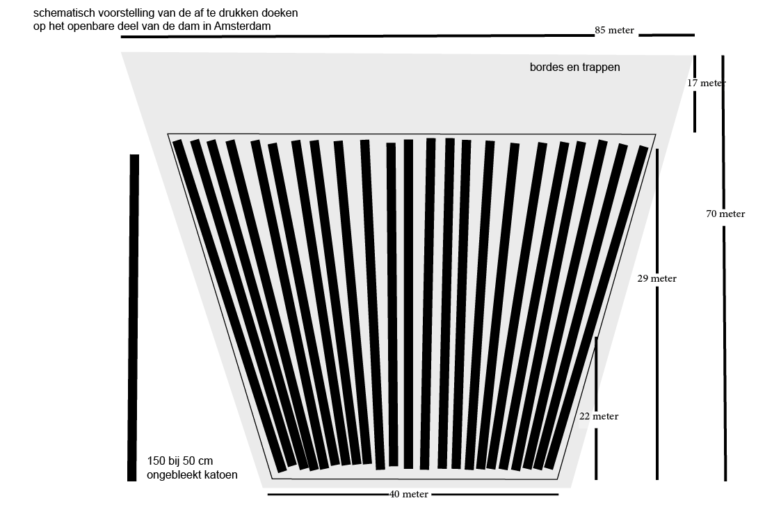 schematisch voorstelling van de af te drukken doeken
op het openbare deel van de dam in Amsterdam
85 meter
bordes en trappen
17 meter
70 meter
29 meter
22 meter
150 bij 50 cm
ongebleekt katoen
40 meter